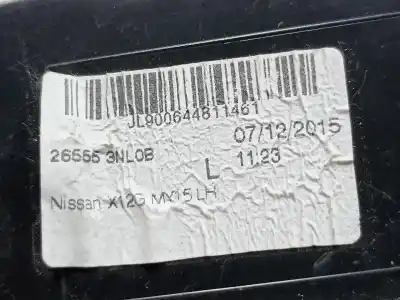 JL900644811461
07/12/2015
26555 3NL0B
L
11:23
Nissan X12G MY15 LH